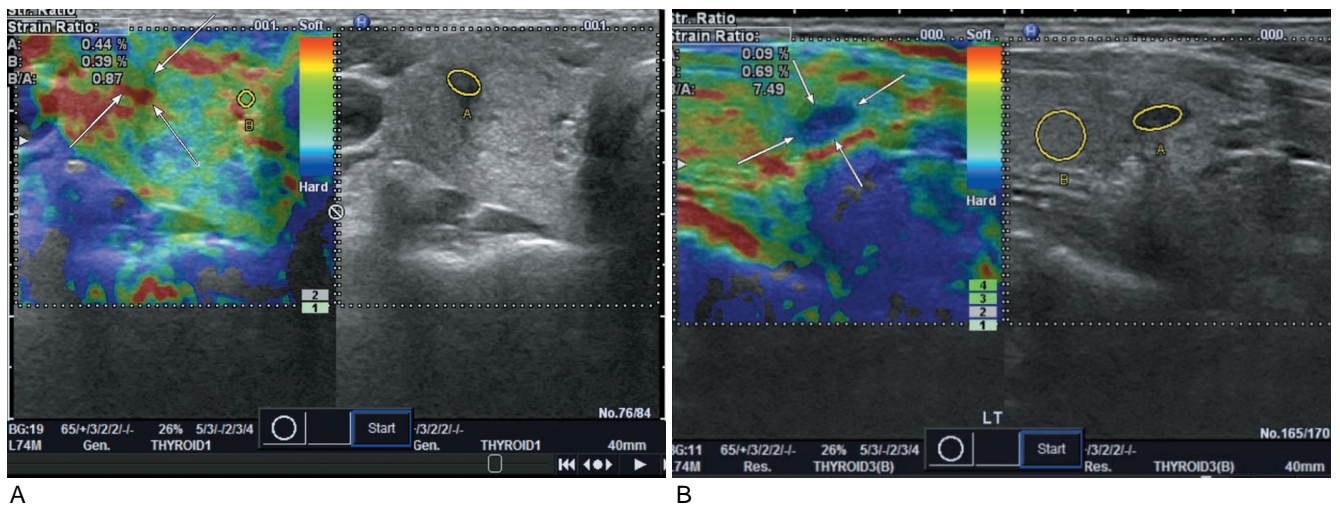 Str. Ratio
Strain Ratio:
A: 0.44 %
B: 0.39 %
B/A: 0.87
001 Soft
H
001
B
A
Hard
2
1
No.76/84
BG:19 65/+/3/2/2/-/- 26% 5/3/-/2/3/4 Start -/3/2/2/-/-
L74M Gen. THYROID1 Gen. THYROID1 40mm
A
Str. Ratio
Strain Ratio:
0.09 %
0.69 %
/A: 7.49
000 Soft
H
000
A
B
Hard
4
3
2
1
LT
No.165/170
BG:11 65/+/3/2/2/-/- 26% 5/3/-/2/3/4 Start -/3/2/2/-/-
L74M Res. THYROID3(B) Res. THYROID3(B) 40mm
B